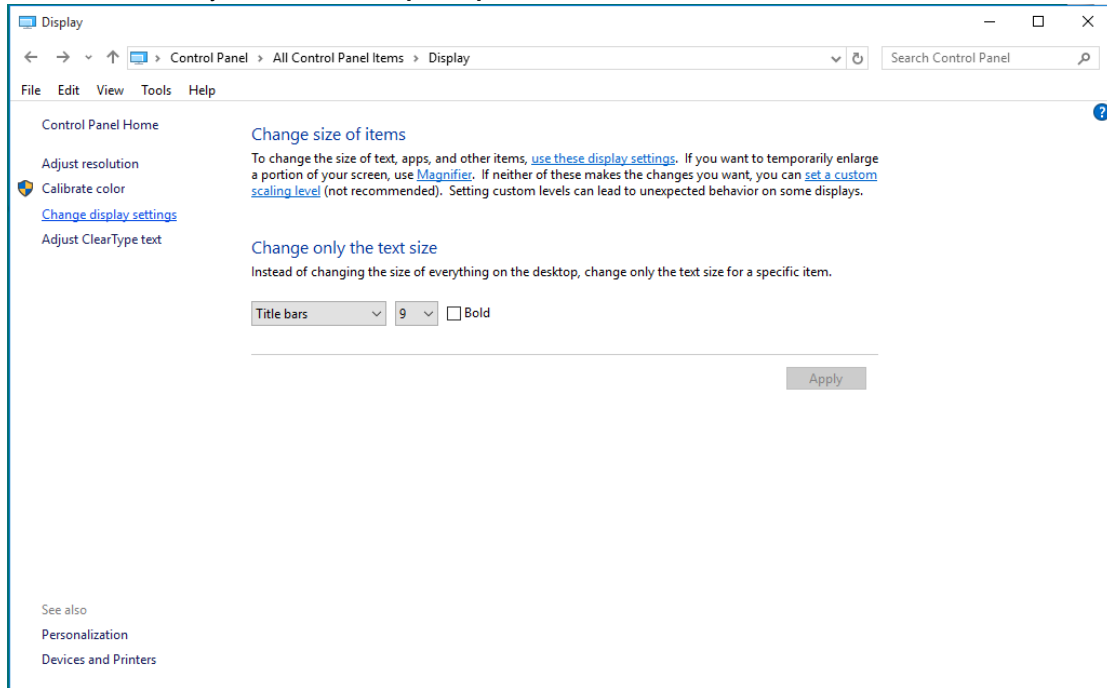 Display
Control Panel > All Control Panel Items > Display
Search Control Panel
File Edit View Tools Help
Control Panel Home
Adjust resolution
Calibrate color
Change display settings
Adjust ClearType text
Change size of items
To change the size of text, apps, and other items, use these display settings. If you want to temporarily enlarge
a portion of your screen, use Magnifier. If neither of these makes the changes you want, you can set a custom
scaling level (not recommended). Setting custom levels can lead to unexpected behavior on some displays.
Change only the text size
Instead of changing the size of everything on the desktop, change only the text size for a specific item.
Title bars 9 Bold
Apply
See also
Personalization
Devices and Printers